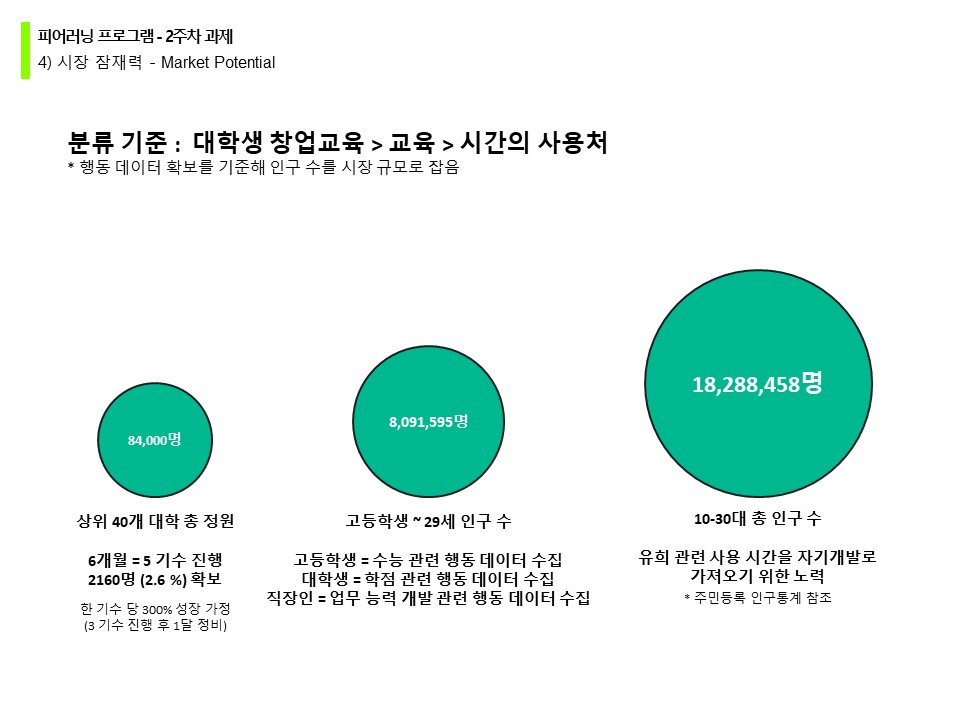 피어러닝 프로그램 - 2주차 과제
4) 시장 잠재력 - Market Potential
분류 기준 : 대학생 창업교육 > 교육 > 시간의 사용처
* 행동 데이터 확보를 기준해 인구 수를 시장 규모로 잡음
84,000명
8,091,595명
18,288,458명
상위 40개 대학 총 정원
6개월 = 5 기수 진행
2160명 (2.6 %) 확보
한 기수 당 300% 성장 가정
(3 기수 진행 후 1달 정비)
고등학생 ~ 29세 인구 수
고등학생 = 수능 관련 행동 데이터 수집
대학생 = 학점 관련 행동 데이터 수집
직장인 = 업무 능력 개발 관련 행동 데이터 수집
10-30대 총 인구 수
유희 관련 사용 시간을 자기개발로
가져오기 위한 노력
* 주민등록 인구통계 참조